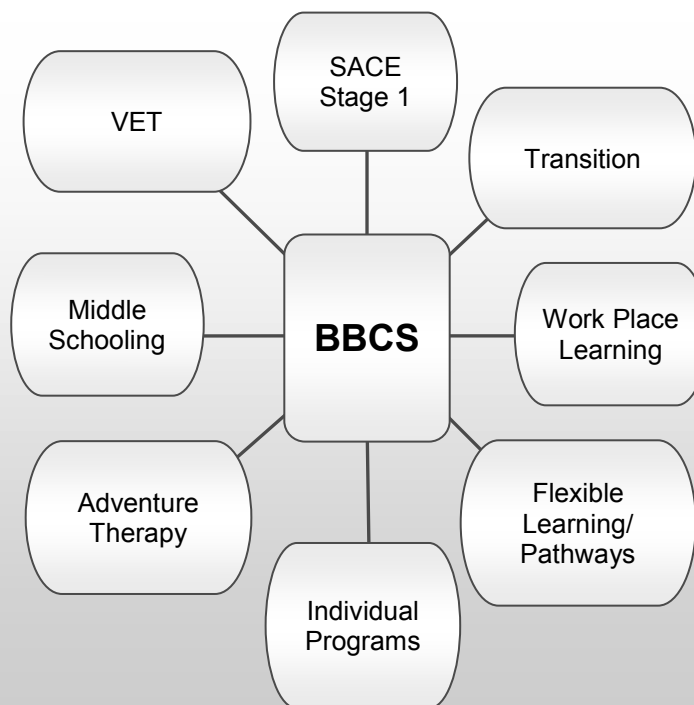 SACE
Stage 1
VET
Transition
Middle
Schooling
BBCS
Work Place
Learning
Adventure
Therapy
Flexible
Learning/
Pathways
Individual
Programs